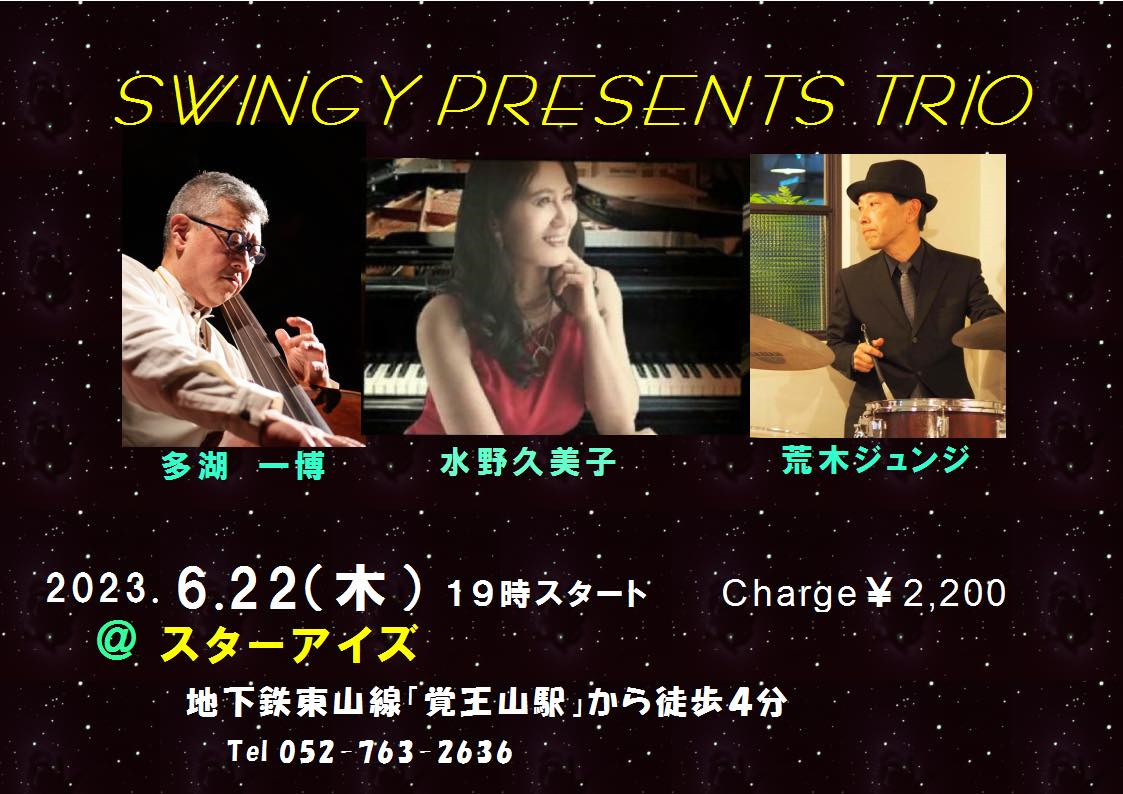 SWINGY PRESENTS TRIO
多湖 一博
水野久美子
荒木ジュンジ
2023. 6.22(木) 19時スタート Charge¥2,200
@ スターアイズ
地下鉄東山線「覚王山駅」から徒歩4分
Tel 052-763-2636